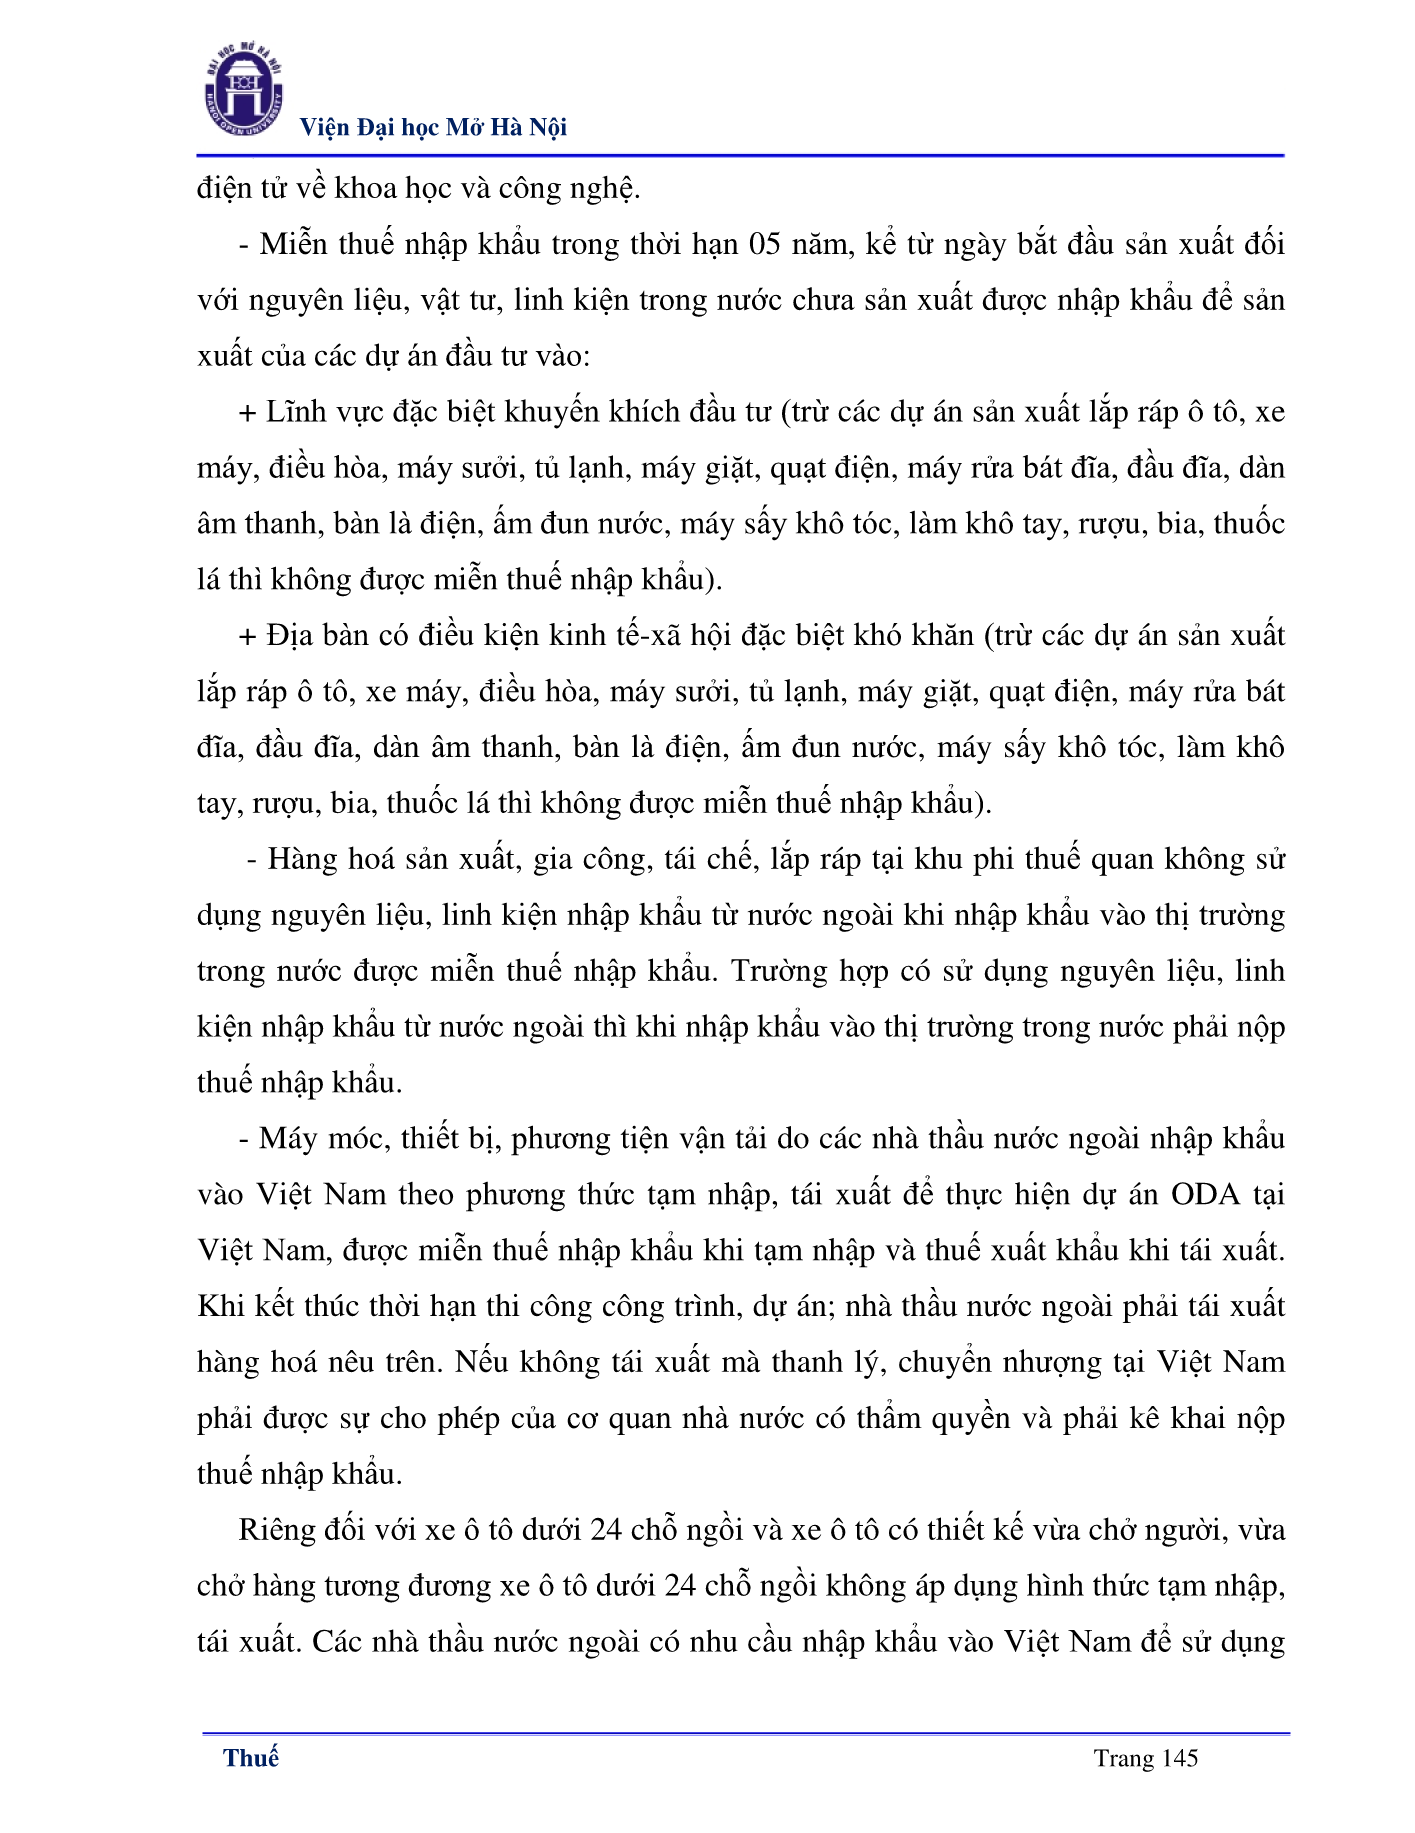 ĐẠI HỌC MỞ HÀ NỘI
HANOI OPEN UNIVERSITY
Viện Đại học Mở Hà Nội
điện tử về khoa học và công nghệ.
- Miễn thuế nhập khẩu trong thời hạn 05 năm, kể từ ngày bắt đầu sản xuất đối
với nguyên liệu, vật tư, linh kiện trong nước chưa sản xuất được nhập khẩu để sản
xuất của các dự án đầu tư vào:
+ Lĩnh vực đặc biệt khuyến khích đầu tư (trừ các dự án sản xuất lắp ráp ô tô, xe
máy, điều hòa, máy sưởi, tủ lạnh, máy giặt, quạt điện, máy rửa bát đĩa, đầu đĩa, dàn
âm thanh, bàn là điện, ấm đun nước, máy sấy khô tóc, làm khô tay, rượu, bia, thuốc
lá thì không được miễn thuế nhập khẩu).
+ Địa bàn có điều kiện kinh tế-xã hội đặc biệt khó khăn (trừ các dự án sản xuất
lắp ráp ô tô, xe máy, điều hòa, máy sưởi, tủ lạnh, máy giặt, quạt điện, máy rửa bát
đĩa, đầu đĩa, dàn âm thanh, bàn là điện, ấm đun nước, máy sấy khô tóc, làm khô
tay, rượu, bia, thuốc lá thì không được miễn thuế nhập khẩu).
- Hàng hoá sản xuất, gia công, tái chế, lắp ráp tại khu phi thuế quan không sử
dụng nguyên liệu, linh kiện nhập khẩu từ nước ngoài khi nhập khẩu vào thị trường
trong nước được miễn thuế nhập khẩu. Trường hợp có sử dụng nguyên liệu, linh
kiện nhập khẩu từ nước ngoài thì khi nhập khẩu vào thị trường trong nước phải nộp
thuế nhập khẩu.
- Máy móc, thiết bị, phương tiện vận tải do các nhà thầu nước ngoài nhập khẩu
vào Việt Nam theo phương thức tạm nhập, tái xuất để thực hiện dự án ODA tại
Việt Nam, được miễn thuế nhập khẩu khi tạm nhập và thuế xuất khẩu khi tái xuất.
Khi kết thúc thời hạn thi công công trình, dự án; nhà thầu nước ngoài phải tái xuất
hàng hoá nêu trên. Nếu không tái xuất mà thanh lý, chuyển nhượng tại Việt Nam
phải được sự cho phép của cơ quan nhà nước có thẩm quyền và phải kê khai nộp
thuế nhập khẩu.
Riêng đối với xe ô tô dưới 24 chỗ ngồi và xe ô tô có thiết kế vừa chở người, vừa
chở hàng tương đương xe ô tô dưới 24 chỗ ngồi không áp dụng hình thức tạm nhập,
tái xuất. Các nhà thầu nước ngoài có nhu cầu nhập khẩu vào Việt Nam để sử dụng
Thuế
Trang 145